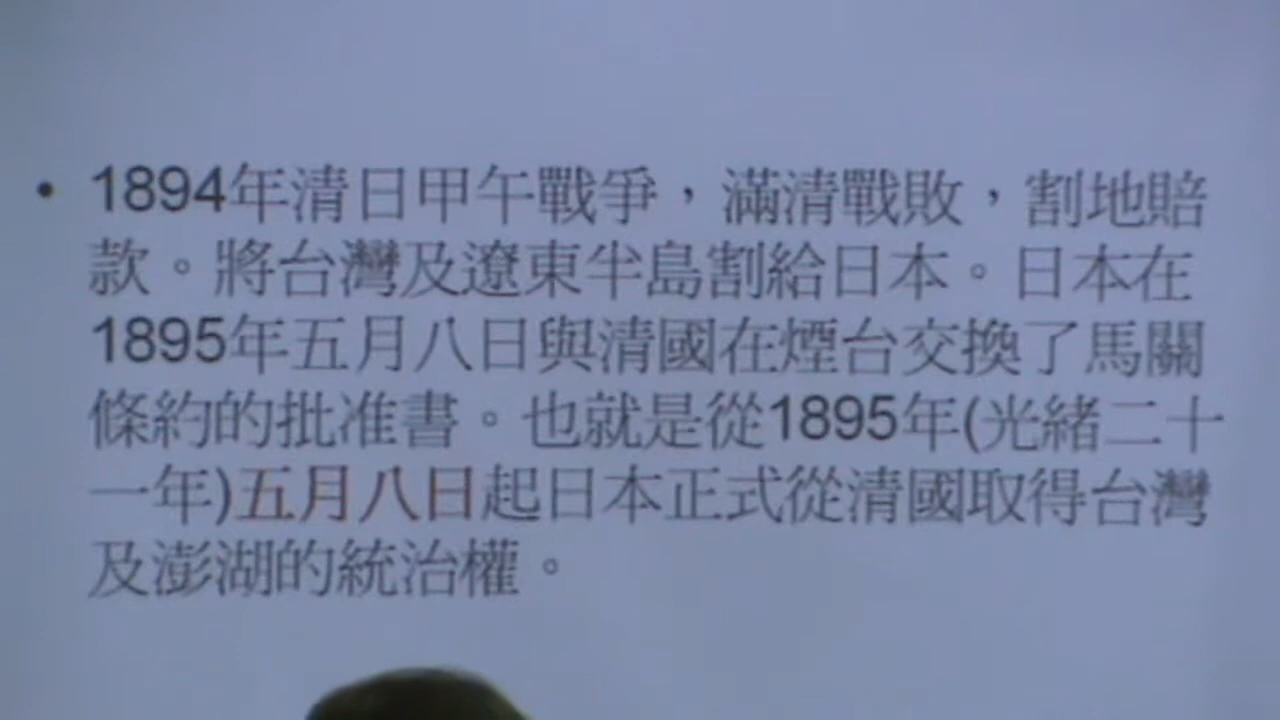 • 1894年清日甲午戰爭，滿清戰敗，割地賠
款。將台灣及遼東半島割給日本。日本在
1895年五月八日與清國在煙台交換了馬關
條約的批准書。也就是從1895年(光緒二十
一年)五月八日起日本正式從清國取得台灣
及澎湖的統治權。